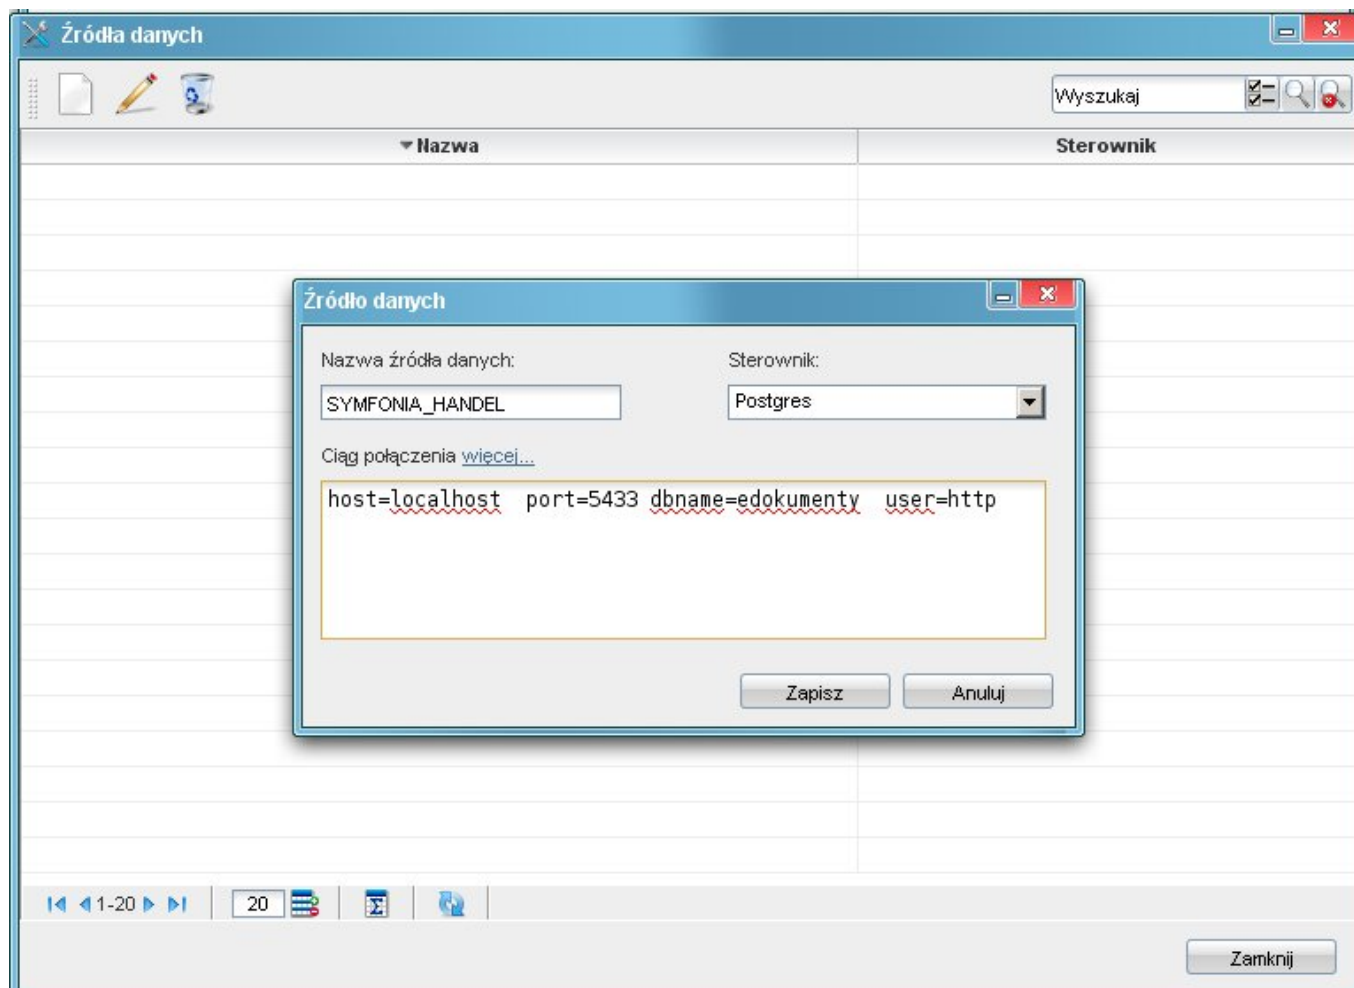 Źródła danych
Wyszukaj
Nazwa Sterownik
Źródło danych
Nazwa źródła danych: Sterownik:
SYMFONIA_HANDEL Postgres
Ciąg połączenia więcej...
host=localhost  port=5433 dbname=edokumenty  user=http
Zapisz Anuluj
1-20 20
Zamknij